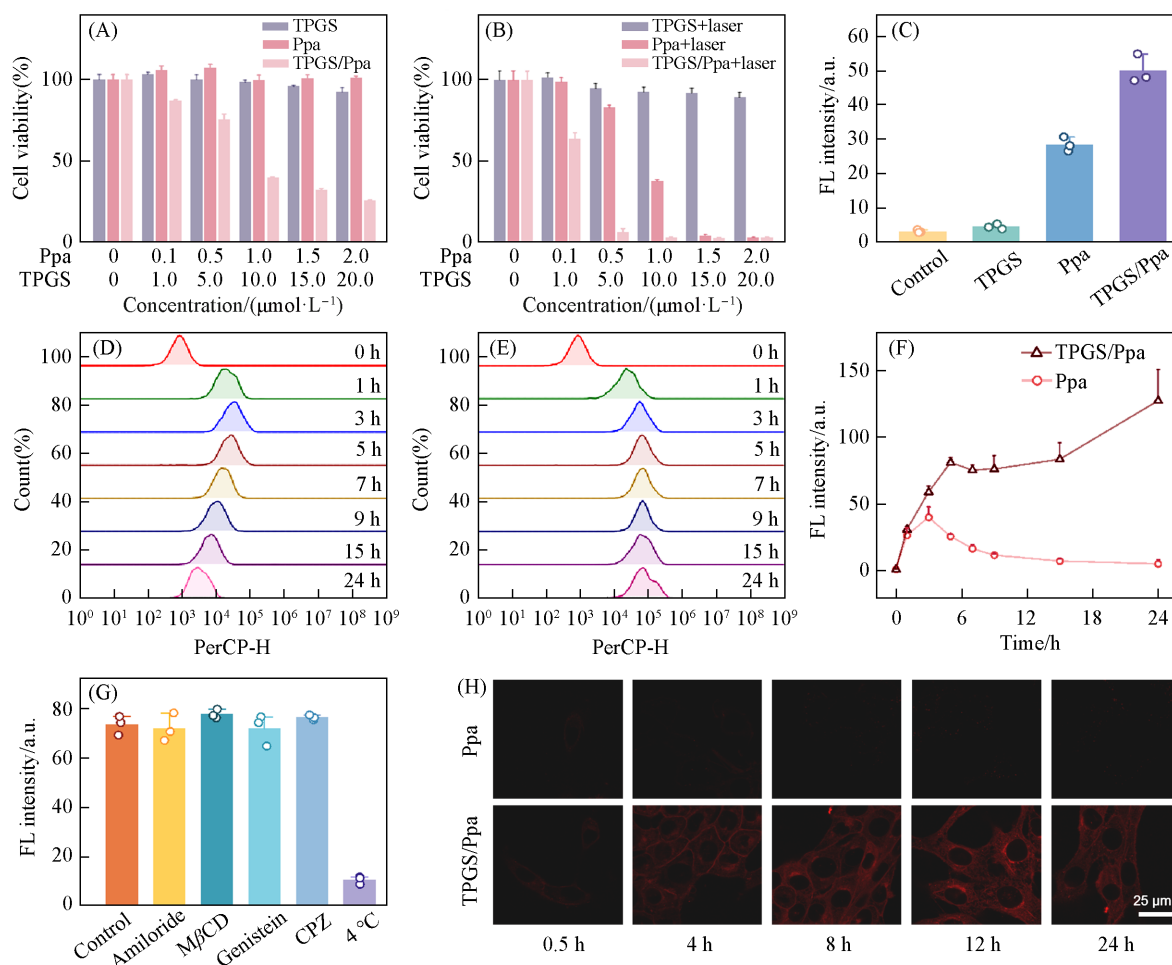 (A)
TPGS
Ppa
TPGS/Ppa
Cell viability(%)
100
50
0
Ppa 0 0.1 0.5 1.0 1.5 2.0
TPGS 0 1.0 5.0 10.0 15.0 20.0
Concentration/(μmol·L⁻¹)
(B)
TPGS+laser
Ppa+laser
TPGS/Ppa+laser
Cell viability(%)
100
50
0
Ppa 0 0.1 0.5 1.0 1.5 2.0
TPGS 0 1.0 5.0 10.0 15.0 20.0
Concentration/(μmol·L⁻¹)
(C)
FL intensity/a.u.
60
50
40
30
20
10
0
Control TPGS Ppa TPGS/Ppa
(D)
Count(%)
100
80
60
40
20
0
0 h
1 h
3 h
5 h
7 h
9 h
15 h
24 h
10⁰ 10¹ 10² 10³ 10⁴ 10⁵ 10⁶ 10⁷ 10⁸ 10⁹
PerCP-H
(E)
Count(%)
100
80
60
40
20
0
0 h
1 h
3 h
5 h
7 h
9 h
15 h
24 h
10⁰ 10¹ 10² 10³ 10⁴ 10⁵ 10⁶ 10⁷ 10⁸ 10⁹
PerCP-H
(F)
TPGS/Ppa
Ppa
FL intensity/a.u.
150
100
50
0
0 6 12 18 24
Time/h
(G)
FL intensity/a.u.
80
60
40
20
0
Control Amiloride MβCD Genistein CPZ 4 °C
(H)
Ppa
TPGS/Ppa
25 μm
0.5 h 4 h 8 h 12 h 24 h